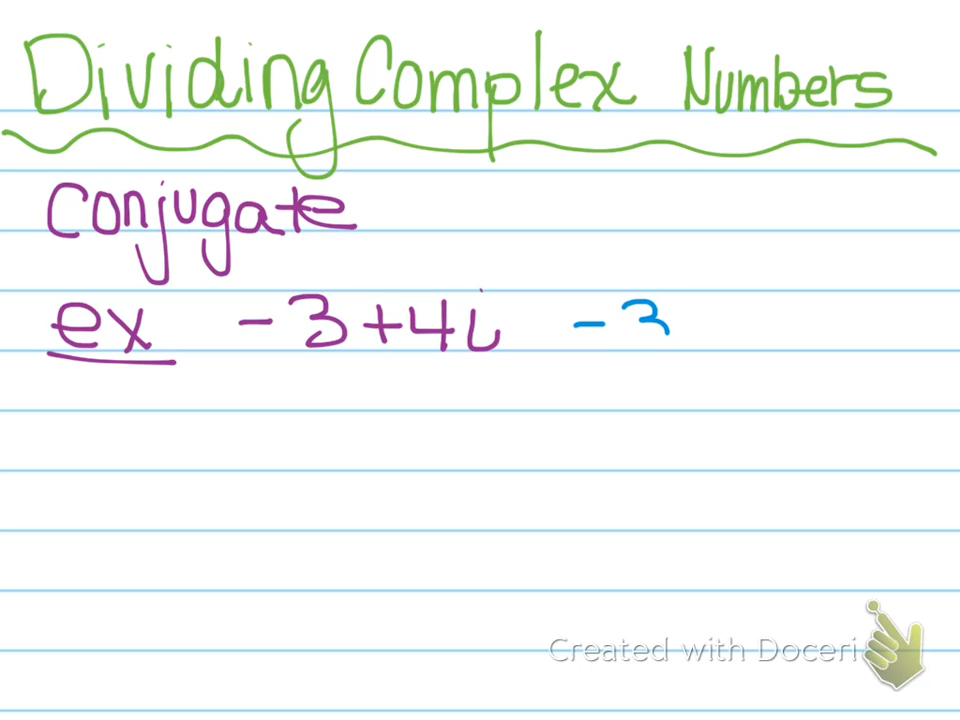 Dividing Complex Numbers
Conjugate
ex -3+4i -3
Created with Doceri